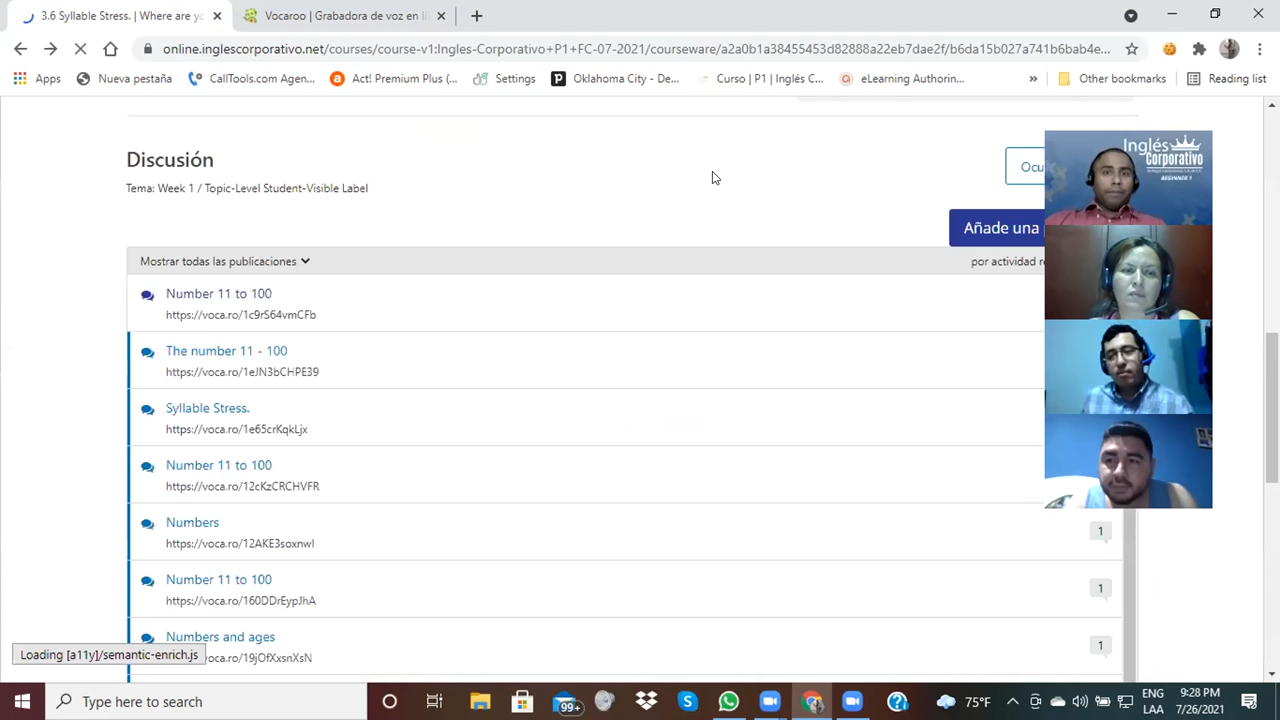 3.6 Syllable Stress. | Where are yo
Vocaroo | Grabadora de voz en lí
online.inglescorporativo.net/courses/course-v1:Ingles-Corporativo+P1+FC-07-2021/courseware/a2a0b1a38455453d82888a22eb7dae2f/b6da15b027a741b6bab4e...
Apps
Nueva pestaña
CallTools.com Agen...
Act! Premium Plus (...
Settings
Oklahoma City - De...
Curso | P1 | Inglés C...
eLearning Authorin...
»
Other bookmarks
Reading list
Discusión
Tema: Week 1 / Topic-Level Student-Visible Label
Ocu
Inglés
Corporativo
BEGINNER 1
Añade una
Mostrar todas las publicaciones
por actividad re
Number 11 to 100
https://voca.ro/1c9rS64vmCFb
The number 11 - 100
https://voca.ro/1eJN3bCHPE39
Syllable Stress.
https://voca.ro/1e65crKqkLjx
Number 11 to 100
https://voca.ro/12cKzCRCHVFR
Numbers
https://voca.ro/12AKE3soxnwI
1
Number 11 to 100
https://voca.ro/160DDrEypJhA
1
Numbers and ages
voca.ro/19jOfXxsnXsN
1
Loading [a11y]/semantic-enrich.js
Type here to search
99+
75°F
ENG
LAA
9:28 PM
7/26/2021